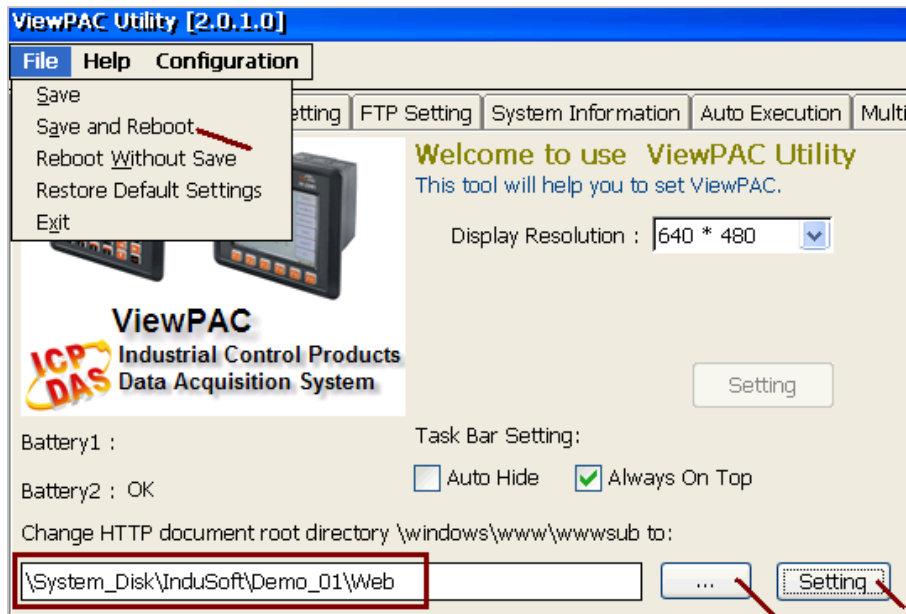 ViewPAC Utility [2.0.1.0]
File Help Configuration
Save
Save and Reboot
Reboot Without Save
Restore Default Settings
Exit
FTP Setting System Information Auto Execution
Welcome to use ViewPAC Utility
This tool will help you to set ViewPAC.
Display Resolution : 640 * 480
ViewPAC
ICP DAS
Industrial Control Products
Data Acquisition System
Setting
Battery1 :
Task Bar Setting:
Auto Hide Always On Top
Battery2 : OK
Change HTTP document root directory \windows\www\wwwsub to:
\System_Disk\InduSoft\Demo_01\Web ... Setting